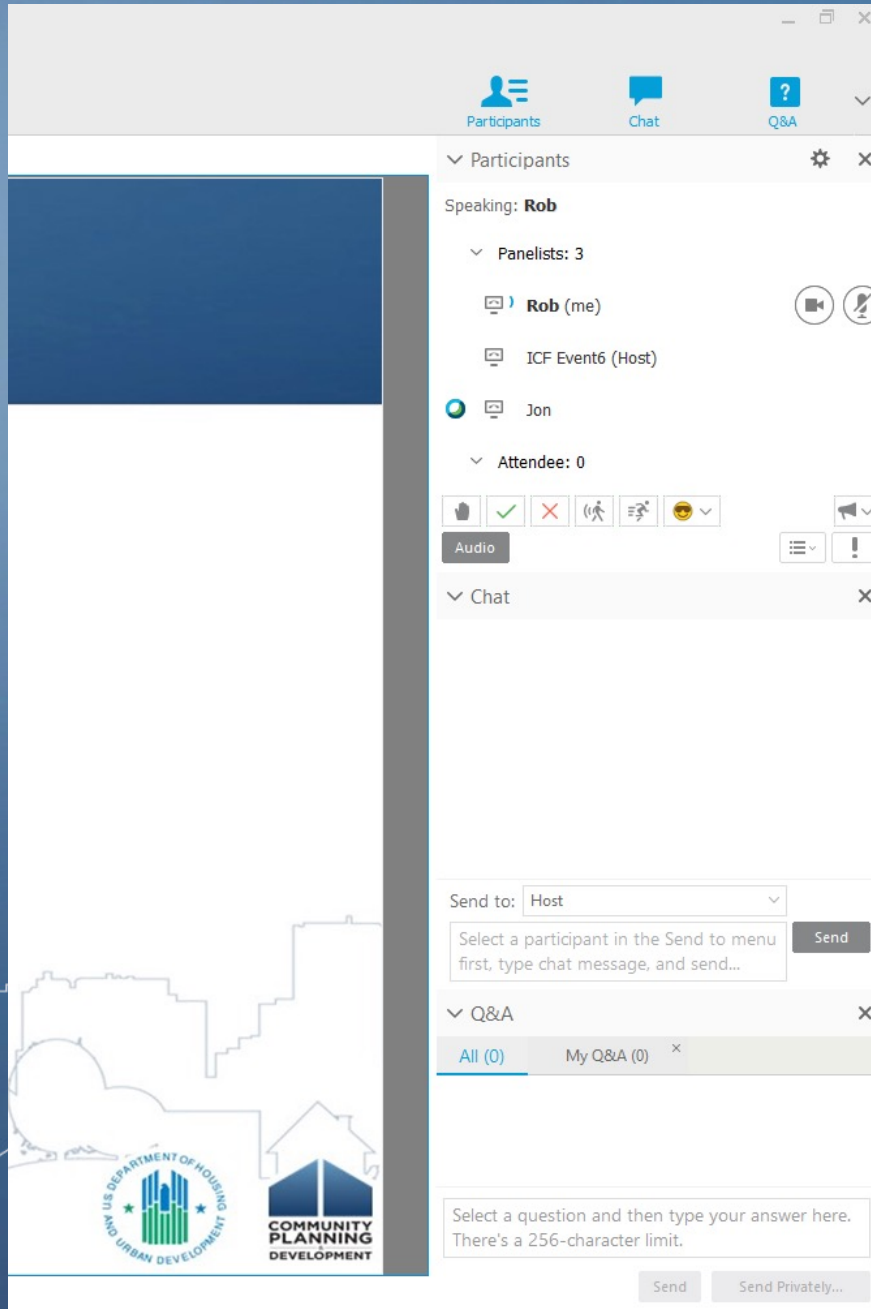 Participants
Chat
?
Q&A
Participants
Speaking: Rob
Panelists: 3
Rob (me)
ICF Event6 (Host)
Jon
Attendee: 0
Audio
Chat
Send to: Host
Select a participant in the Send to menu
first, type chat message, and send...
Send
Q&A
All (0)
My Q&A (0)
Select a question and then type your answer here.
There's a 256-character limit.
Send
Send Privately...
US DEPARTMENT OF HOUSING
AND URBAN DEVELOPMENT
COMMUNITY
PLANNING
&
DEVELOPMENT